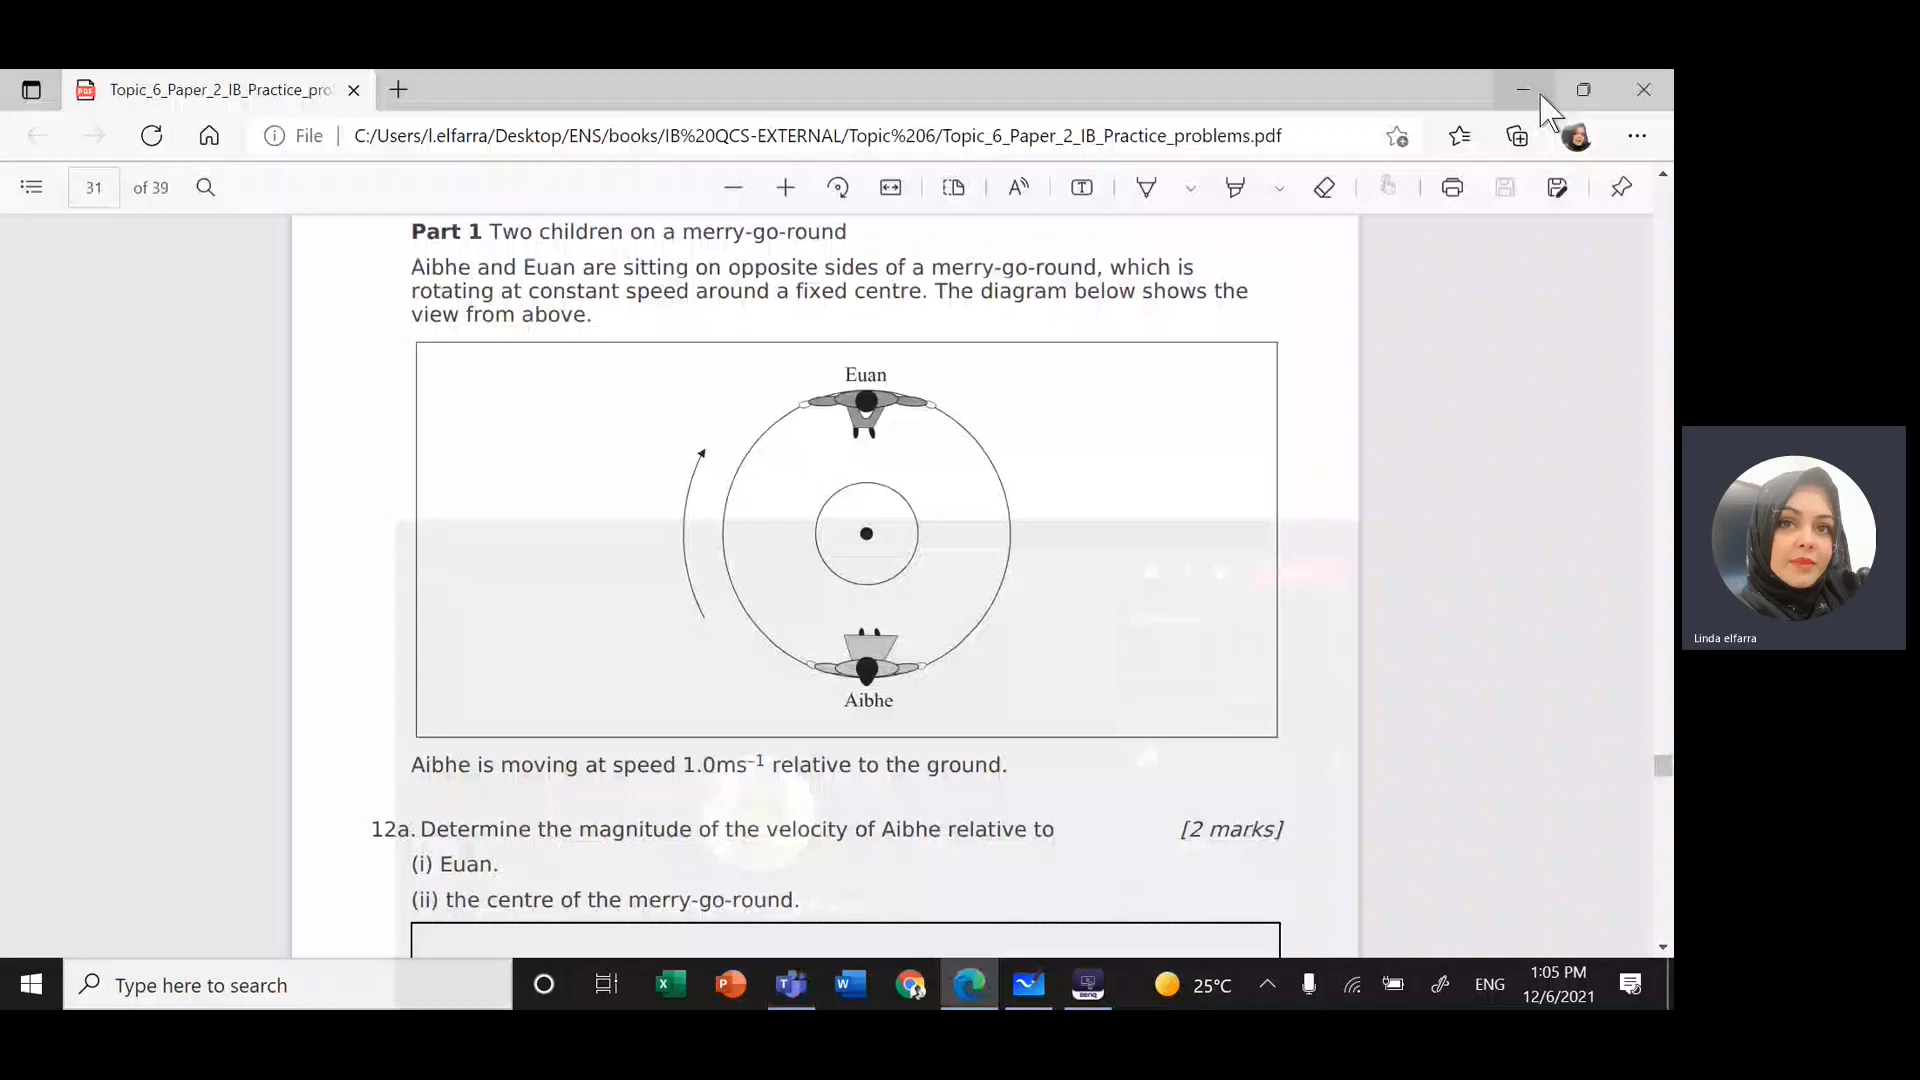 Topic_6_Paper_2_IB_Practice_pro
File
C:/Users/l.elfarra/Desktop/ENS/books/IB%20QCS-EXTERNAL/Topic%206/Topic_6_Paper_2_IB_Practice_problems.pdf
31 of 39
Part 1 Two children on a merry-go-round
Aibhe and Euan are sitting on opposite sides of a merry-go-round, which is
rotating at constant speed around a fixed centre. The diagram below shows the
view from above.
Euan
Aibhe
Linda elfarra
Aibhe is moving at speed 1.0ms⁻¹ relative to the ground.
12a. Determine the magnitude of the velocity of Aibhe relative to [2 marks]
(i) Euan.
(ii) the centre of the merry-go-round.
Type here to search
25°C
ENG
1:05 PM
12/6/2021